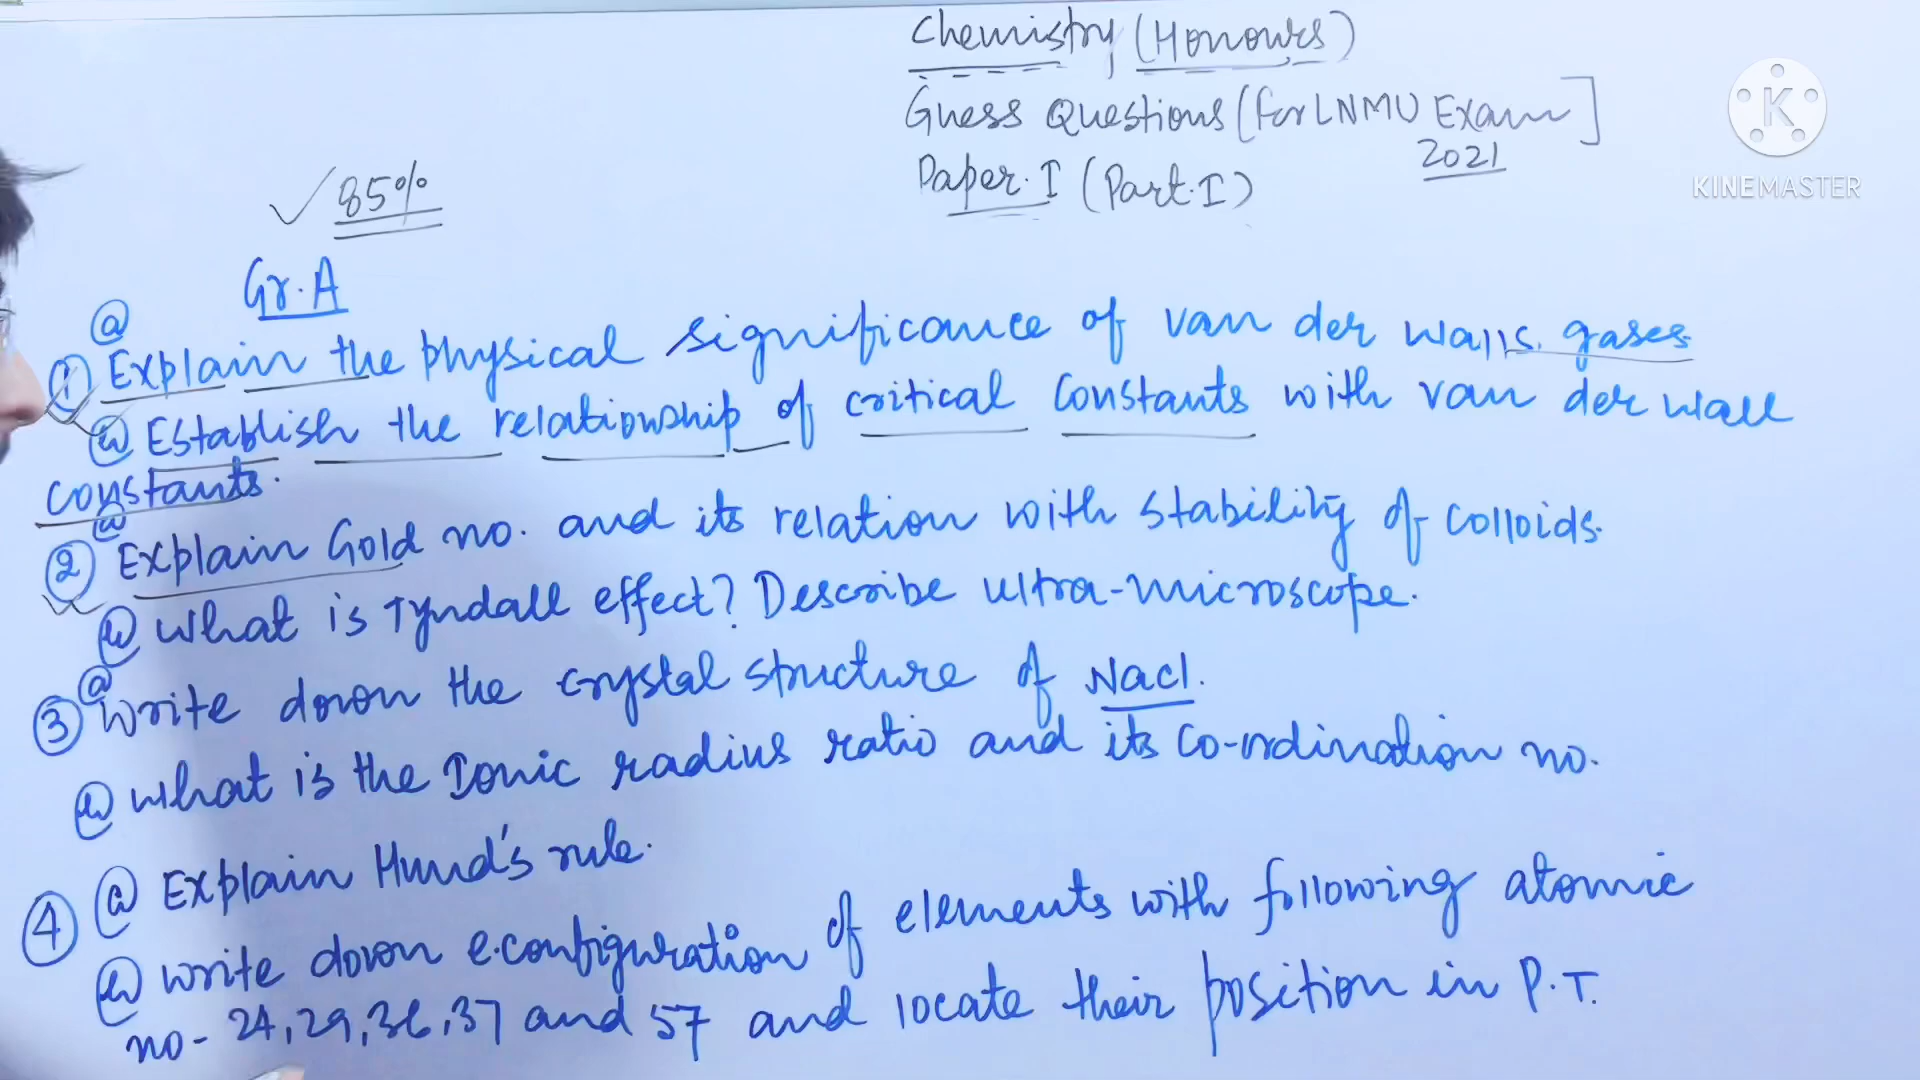 Chemistry (Honours)
Guess Questions [for LNMU Exam]
2021
Paper. I (Part. I)
KINEMASTER
✓ 85%
Gr. A
① ⓐ Explain the physical significance of van der walls. gases
ⓑ Establish the relationship of critical constants with van der wall
constants.
② ⓐ Explain Gold no. and its relation with stability of colloids.
ⓑ What is Tyndall effect? Describe ultra-microscope.
③ ⓐ Write down the crystal structure of Nacl.
ⓑ What is the Ionic radius ratio and its Co-ordination no.
④ ⓐ Explain Hund's rule.
ⓑ Write down e.configuration of elements with following atomic
no- 24, 29, 36, 37 and 57 and locate their position in P.T.